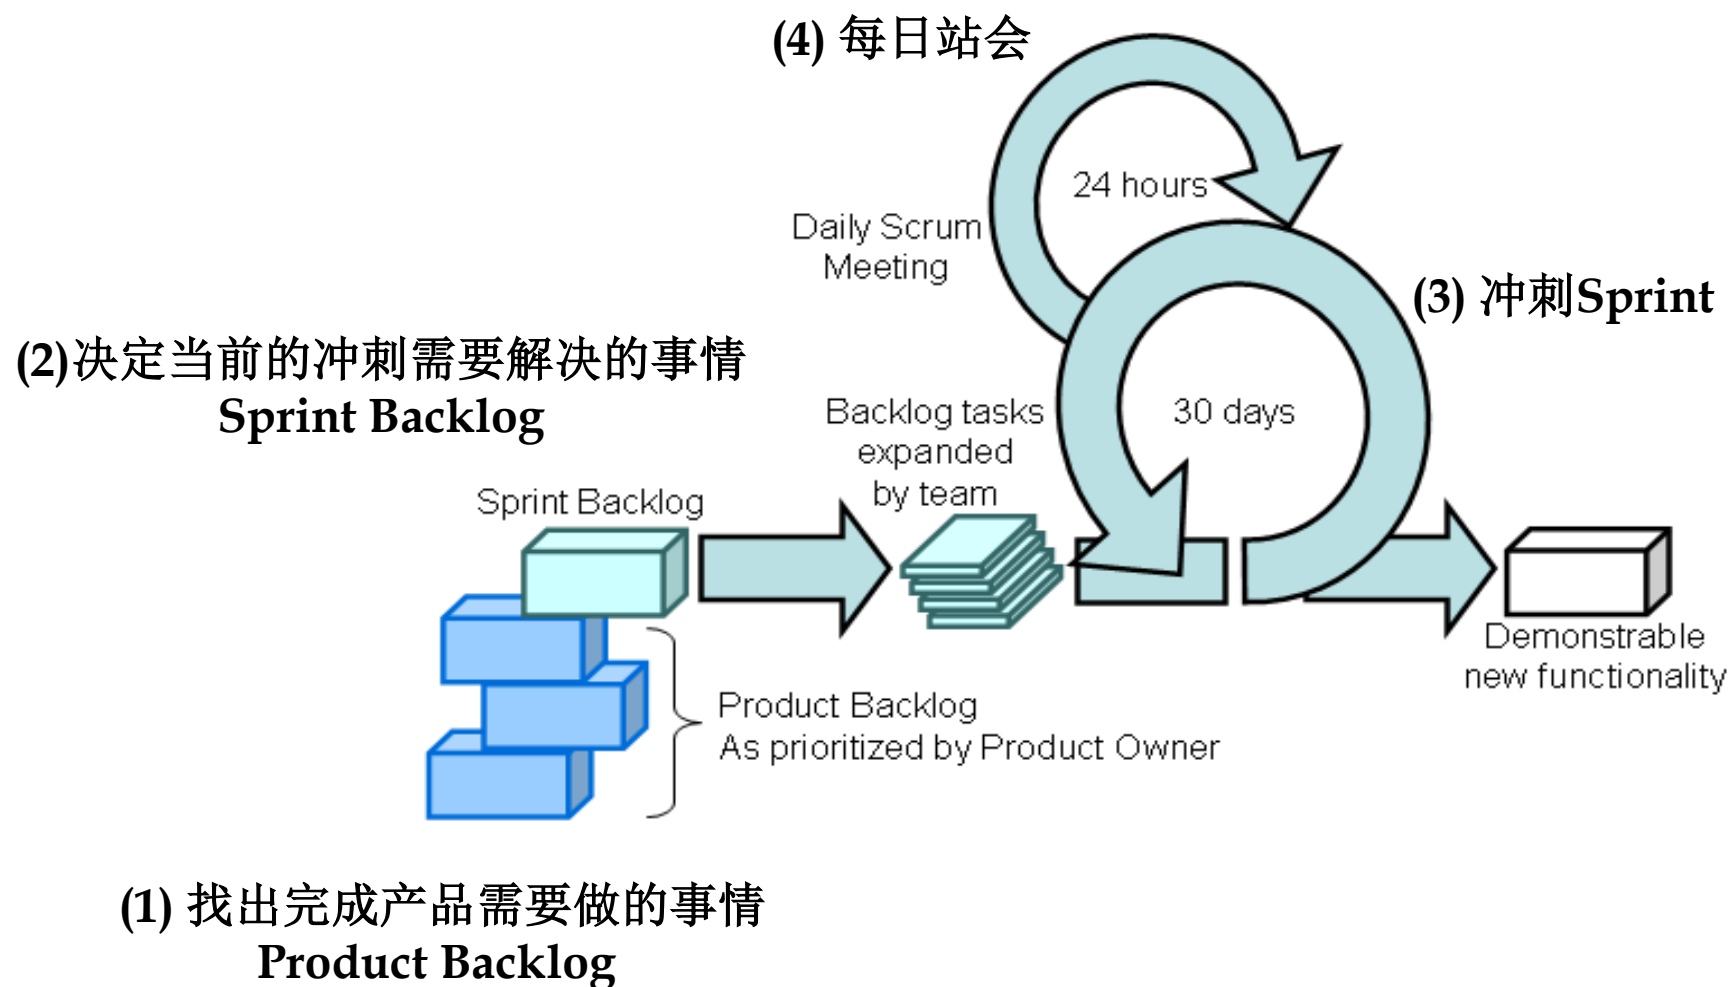 (4) 每日站会
24 hours
Daily Scrum
Meeting
(3) 冲刺Sprint
(2)决定当前的冲刺需要解决的事情
Sprint Backlog
Backlog tasks
expanded
by team
30 days
Sprint Backlog
Demonstrable
new functionality
Product Backlog
As prioritized by Product Owner
(1) 找出完成产品需要做的事情
Product Backlog